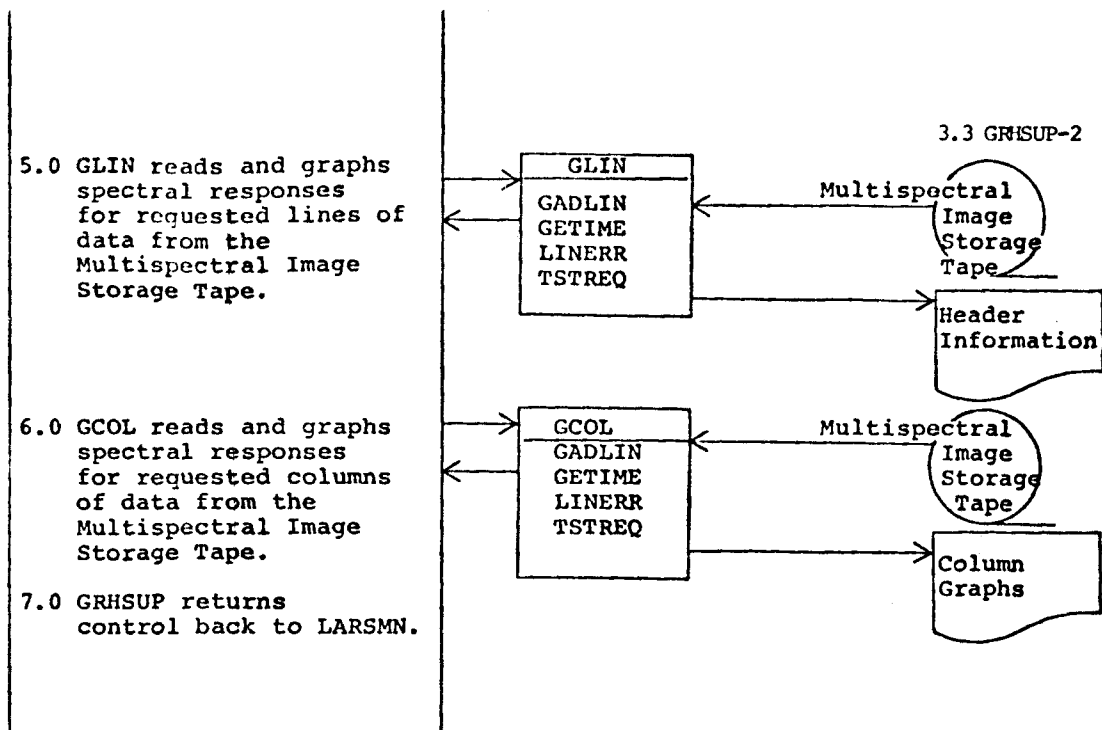 3.3 GRHSUP-2
5.0 GLIN reads and graphs
spectral responses
for requested lines of
data from the
Multispectral Image
Storage Tape.
GLIN
GADLIN
GETIME
LINERR
TSTREQ
Multispectral
Image
Storage
Tape
Header
Information
6.0 GCOL reads and graphs
spectral responses
for requested columns
of data from the
Multispectral Image
Storage Tape.
GCOL
GADLIN
GETIME
LINERR
TSTREQ
Multispectral
Image
Storage
Tape
Column
Graphs
7.0 GRHSUP returns
control back to LARSMN.